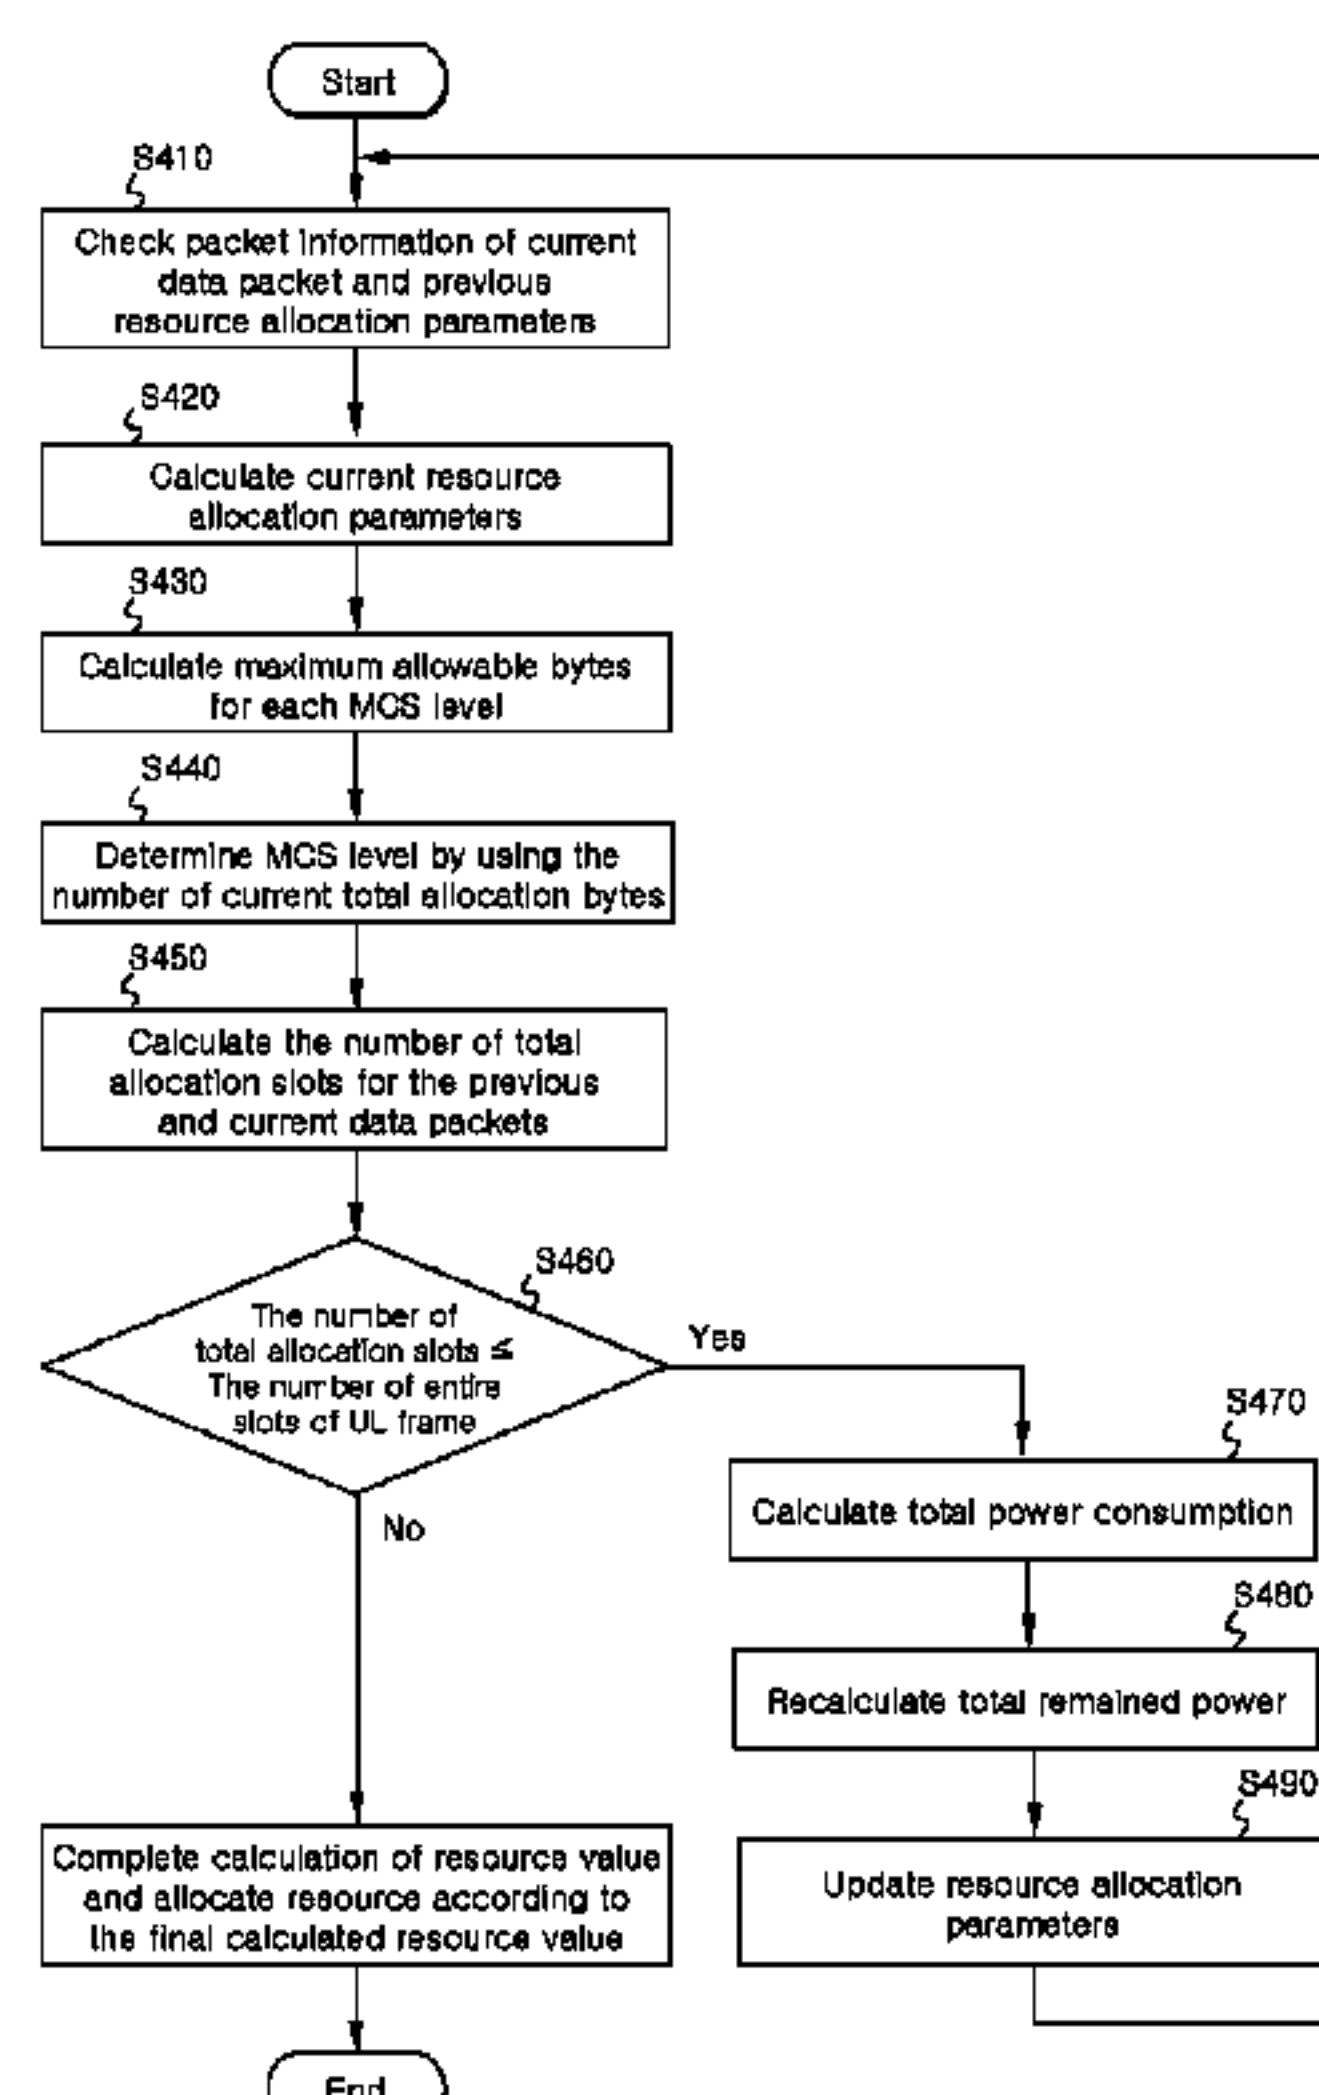 Start
S410
Check packet information of current
data packet and previous
resource allocation parameters
S420
Calculate current resource
allocation parameters
S430
Calculate maximum allowable bytes
for each MCS level
S440
Determine MCS level by using the
number of current total allocation bytes
S450
Calculate the number of total
allocation slots for the previous
and current data packets
S460
The number of
total allocation slots ≤
The number of entire
slots of UL frame
Yes
No
S470
Calculate total power consumption
S480
Recalculate total remained power
S490
Update resource allocation
parameters
Complete calculation of resource value
and allocate resource according to
the final calculated resource value
End